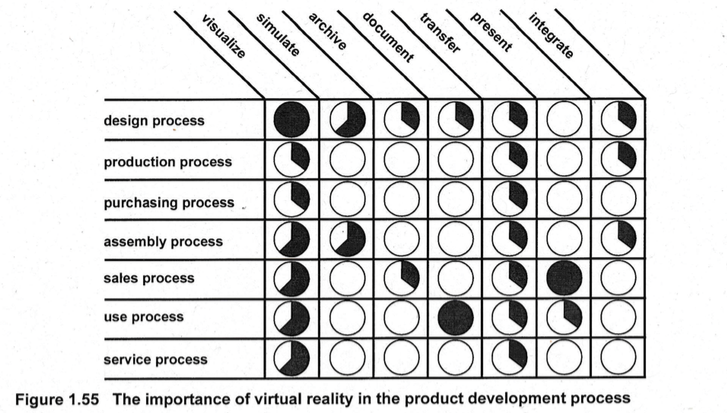 visualize
simulate
archive
document
transfer
present
integrate
design process
production process
purchasing process
assembly process
sales process
use process
service process
Figure 1.55 The importance of virtual reality in the product development process